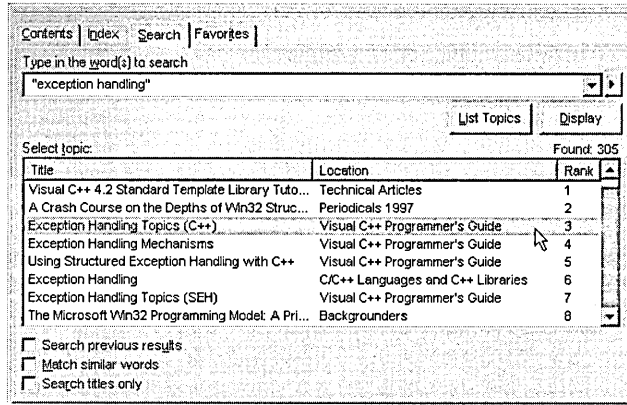 Contents Index Search Favorites
Type in the word(s) to search
"exception handling"
List Topics Display
Select topic: Found: 305
Title Location Rank
Visual C++ 4.2 Standard Template Library Tuto... Technical Articles 1
A Crash Course on the Depths of Win32 Struc... Periodicals 1997 2
Exception Handling Topics (C++) Visual C++ Programmer's Guide 3
Exception Handling Mechanisms Visual C++ Programmer's Guide 4
Using Structured Exception Handling with C++ Visual C++ Programmer's Guide 5
Exception Handling C/C++ Languages and C++ Libraries 6
Exception Handling Topics (SEH) Visual C++ Programmer's Guide 7
The Microsoft Win32 Programming Model: A Pri... Backgrounders 8
Search previous results
Match similar words
Search titles only